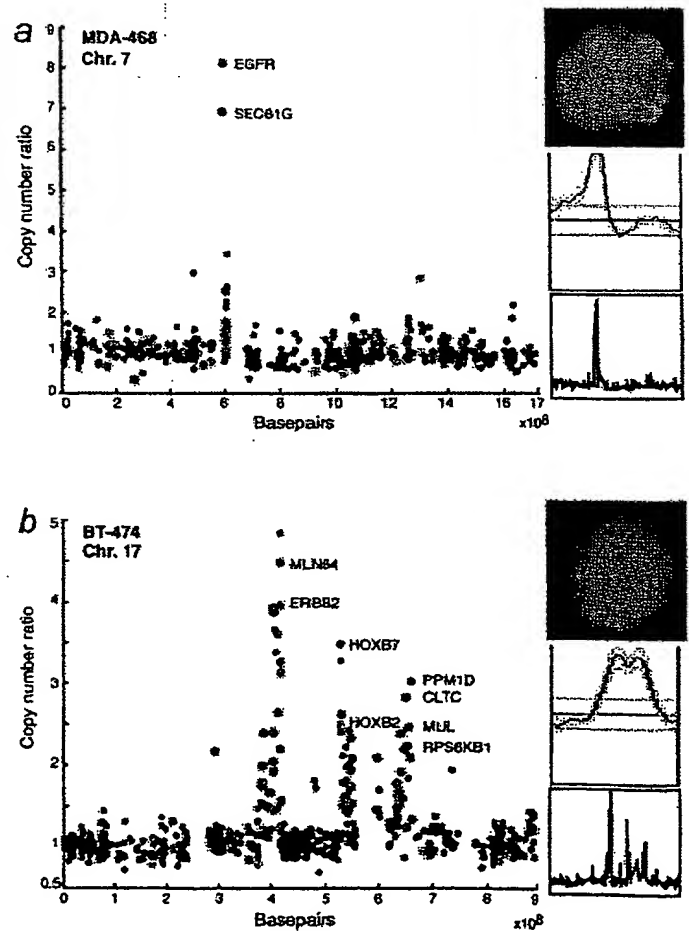 a
MDA-468
Chr. 7
EGFR
SEC61G
Copy number ratio
9
8
7
6
5
4
3
2
1
0
0 2 4 6 8 10 12 14 16 17
Basepairs
x10⁸
b
BT-474
Chr. 17
MLN64
ERBB2
HOXB7
PPM1D
CLTC
HOXB2
MUL
RPS6KB1
Copy number ratio
5
4
3
2
1
0.5
0 1 2 3 4 5 6 7 8 9
Basepairs
x10⁸